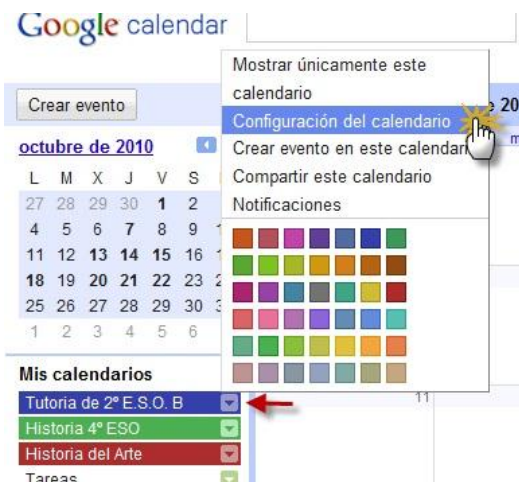 Google calendar
Mostrar únicamente este
calendario
Configuración del calendario
Crear evento en este calendari
Compartir este calendario
Notificaciones
Crear evento
octubre de 2010
L M X J V S
27 28 29 30 1 2
4 5 6 7 8 9
11 12 13 14 15 16
18 19 20 21 22 23
25 26 27 28 29 30
1 2 3 4 5 6
Mis calendarios
Tutoria de 2º E.S.O. B
Historia 4º ESO
Historia del Arte
Tareas
11